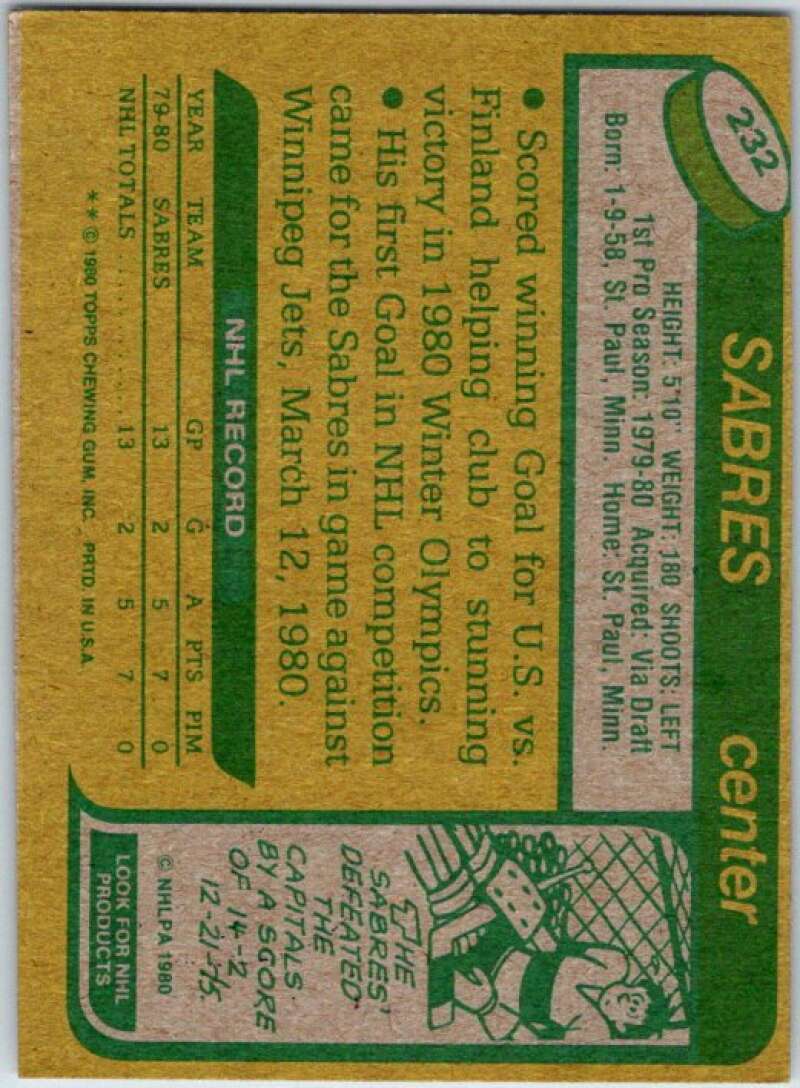 232
SABRES center
HEIGHT: 5'10" WEIGHT: 180 SHOOTS: LEFT
1st Pro Season: 1979-80 Acquired: Via Draft
Born: 1-9-58, St. Paul, Minn. Home: St. Paul, Minn.
● Scored winning Goal for U.S. vs.
Finland helping club to stunning
victory in 1980 Winter Olympics.
● His first Goal in NHL competition
came for the Sabres in game against
Winnipeg Jets, March 12, 1980.
NHL RECORD
YEAR TEAM GP G A PTS PIM
79-80 SABRES 13 2 5 7 0
NHL TOTALS . . . . . . . . . . . . . 13 2 5 7 0
* * © 1980 TOPPS CHEWING GUM, INC. PRTD. IN U.S.A.
THE
SABRES'
DEFEATED
THE
CAPITALS
BY A SCORE
OF 14-2
12-21-75.
© NHLPA 1980
LOOK FOR NHL
PRODUCTS